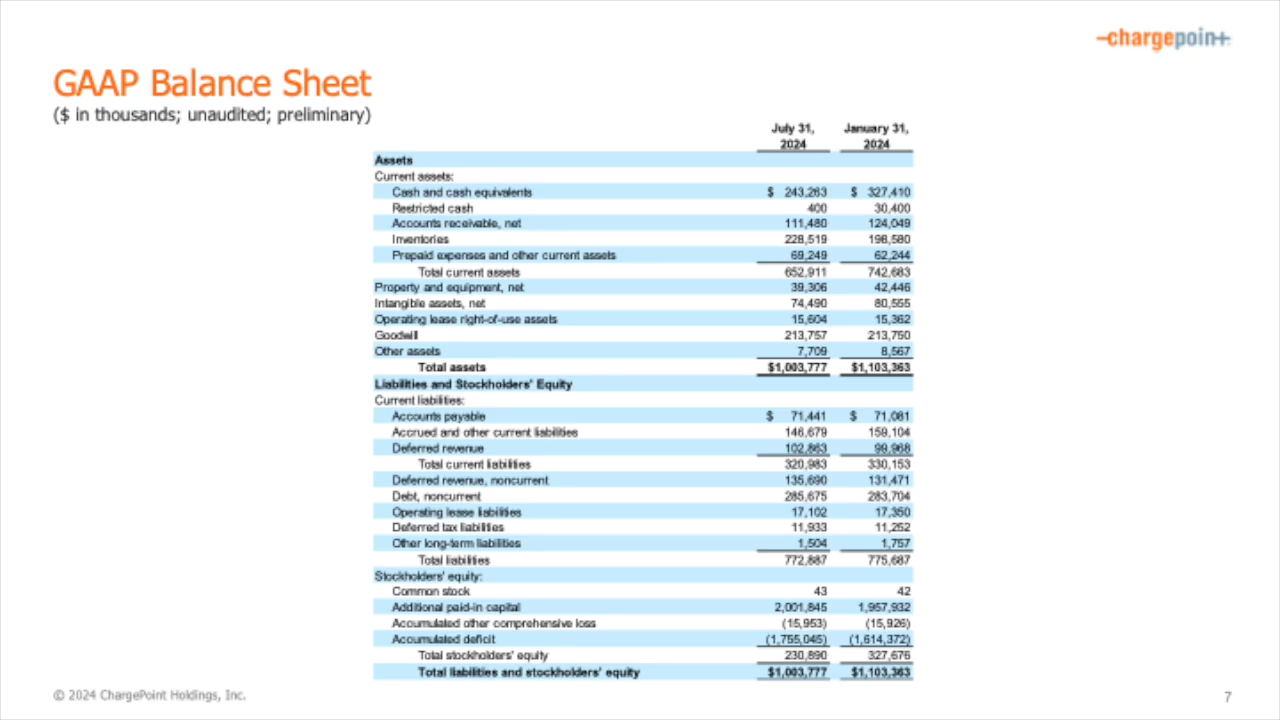 chargepoint
GAAP Balance Sheet
($ in thousands; unaudited; preliminary)
July 31, January 31,
2024 2024
Assets
Current assets:
Cash and cash equivalents $ 243,263 $ 327,410
Restricted cash 400 30,400
Accounts receivable, net 111,480 124,049
Inventories 228,519 198,580
Prepaid expenses and other current assets 69,249 62,244
Total current assets 652,911 742,683
Property and equipment, net 39,306 42,446
Intangible assets, net 74,490 80,555
Operating lease right-of-use assets 15,604 15,362
Goodwill 213,757 213,750
Other assets 7,709 8,567
Total assets $1,003,777 $1,103,363
Liabilities and Stockholders' Equity
Current liabilities:
Accounts payable $ 71,441 $ 71,081
Accrued and other current liabilities 146,679 159,104
Deferred revenue 102,863 99,968
Total current liabilities 320,983 330,153
Deferred revenue, noncurrent 135,690 131,471
Debt, noncurrent 285,675 283,704
Operating lease liabilities 17,102 17,350
Deferred tax liabilities 11,933 11,252
Other long-term liabilities 1,504 1,757
Total liabilities 772,887 775,687
Stockholders' equity:
Common stock 43 42
Additional paid-in capital 2,001,845 1,957,932
Accumulated other comprehensive loss (15,953) (15,926)
Accumulated deficit (1,755,045) (1,614,372)
Total stockholders' equity 230,890 327,676
Total liabilities and stockholders' equity $1,003,777 $1,103,363
© 2024 ChargePoint Holdings, Inc. 7